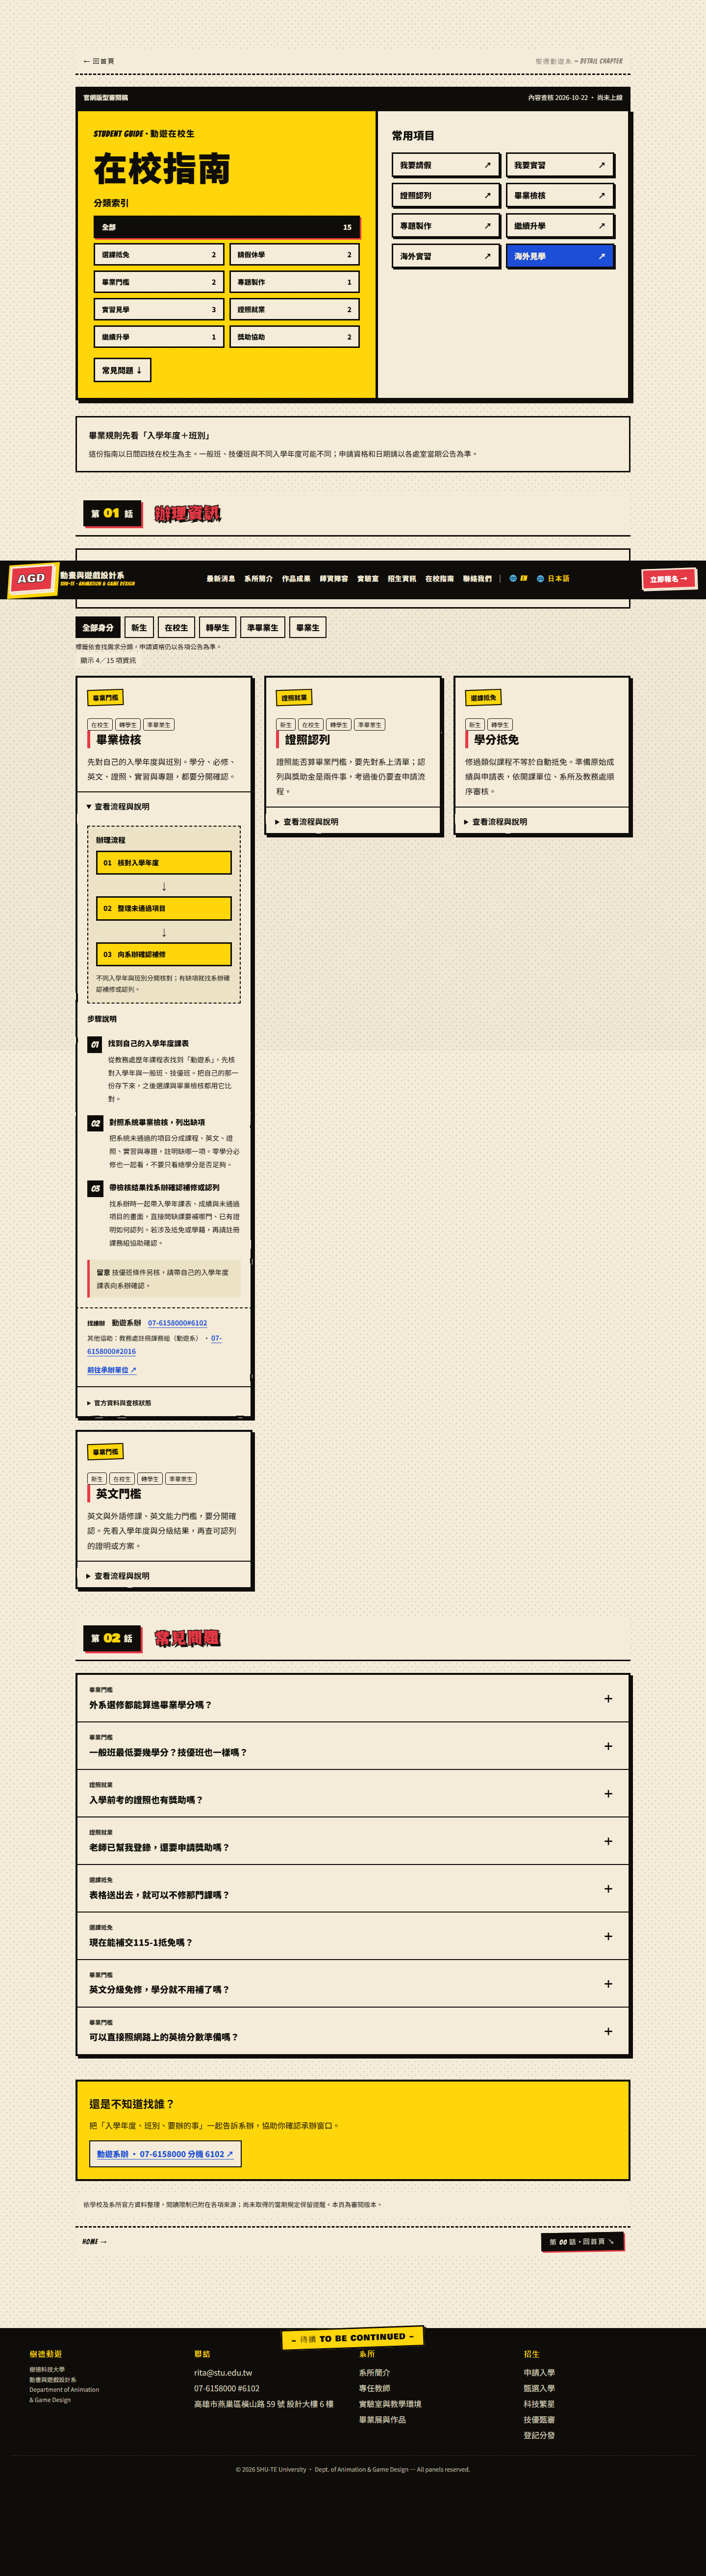 ← 回首頁
樹德動遊系 — DETAIL CHAPTER
官網版型審閱稿
內容查核 2026-10-22 · 尚未上線
STUDENT GUIDE · 動遊在校生
在校指南
分類索引
全部 15
選課抵免 2
請假休學 2
畢業門檻 2
專題製作 1
實習見學 3
證照就業 2
繼續升學 1
獎助協助 2
常見問題 ↓
常用項目
我要請假 ↗
我要實習 ↗
證照認列 ↗
畢業檢核 ↗
專題製作 ↗
繼續升學 ↗
海外實習 ↗
海外見學 ↗
畢業規則先看「入學年度＋班別」
這份指南以日間四技在校生為主。一般班、技優班與不同入學年度可能不同；申請資格和日期請以各處室當期公告為準。
第 01 話
辦理資訊
AGD
動畫與遊戲設計系
SHU-TE · ANIMATION & GAME DESIGN
最新消息 系所簡介 作品成果 師資陣容 實驗室 招生資訊 在校指南 聯絡我們 | EN 日本語
立即報名 →
全部身分 新生 在校生 轉學生 準畢業生 畢業生
標籤依查找需求分類，申請資格仍以各項公告為準。
顯示 4／15 項資訊
畢業門檻
在校生 轉學生 準畢業生
畢業檢核
先對自己的入學年度與班別。學分、必修、
英文、證照、實習與專題，都要分開確認。
▼ 查看流程與說明
辦理流程
01 核對入學年度
↓
02 整理未通過項目
↓
03 向系辦確認補修
不同入學年與班別分開核對；有缺項就找系辦確
認補修或認列。
步驟說明
01 找到自己的入學年度課表
從教務處歷年課程表找到「動遊系」，先核
對入學年與一般班、技優班。把自己的那一
份存下來，之後選課與畢業檢核都用它比
對。
02 對照系統畢業檢核，列出缺項
把系統未通過的項目分成課程、英文、證
照、實習與專題，註明缺哪一項。零學分必
修也一起看，不要只看總學分是否足夠。
03 帶檢核結果找系辦確認補修或認列
找系辦時一起帶入學年課表、成績與未通過
項目的畫面，直接問缺課要補哪門、已有證
明如何認列。若涉及抵免或學籍，再請註冊
課務組協助確認。
留意 技優班條件另核，請帶自己的入學年度
課表向系辦確認。
找誰辦 動遊系辦 07-6158000#6102
其他協助：教務處註冊課務組（動遊系） · 07-
6158000#2016
前往承辦單位 ↗
▶ 官方資料與查核狀態
證照就業
新生 在校生 轉學生 準畢業生
證照認列
證照能否算畢業門檻，要先對系上清單；認
列與獎助金是兩件事，考過後仍要查申請流
程。
▶ 查看流程與說明
選課抵免
新生 轉學生
學分抵免
修過類似課程不等於自動抵免。準備原始成
績與申請表，依開課單位、系所及教務處順
序審核。
▶ 查看流程與說明
畢業門檻
新生 在校生 轉學生 準畢業生
英文門檻
英文與外語修課、英文能力門檻，要分開確
認。先看入學年度與分級結果，再查可認列
的證明或方案。
▶ 查看流程與說明
第 02 話
常見問題
畢業門檻
外系選修都能算進畢業學分嗎？ +
畢業門檻
一般班最低要幾學分？技優班也一樣嗎？ +
證照就業
入學前考的證照也有獎助嗎？ +
證照就業
老師已幫我登錄，還要申請獎助嗎？ +
選課抵免
表格送出去，就可以不修那門課了嗎？ +
選課抵免
現在能補交115-1抵免嗎？ +
畢業門檻
英文分級免修，學分就不用補了嗎？ +
畢業門檻
可以直接照網路上的英檢分數準備嗎？ +
還是不知道找誰？
把「入學年度、班別、要辦的事」一起告訴系辦，協助你確認承辦窗口。
動遊系辦 · 07-6158000 分機 6102 ↗
依學校及系所官方資料整理，閱讀限制已附在各項來源；尚未取得的當期規定保留提醒。本頁為審閱版本。
HOME →
第 00 話 · 回首頁 ↘
~ 待續 TO BE CONTINUED ~
樹德動遊
樹德科技大學
動畫與遊戲設計系
Department of Animation
& Game Design
聯絡
rita@stu.edu.tw
07-6158000 #6102
高雄市燕巢區橫山路 59 號 設計大樓 6 樓
系所
系所簡介
專任教師
實驗室與教學環境
畢業展與作品
招生
申請入學
甄選入學
科技繁星
技優甄審
登記分發
© 2026 SHU-TE University · Dept. of Animation & Game Design — All panels reserved.